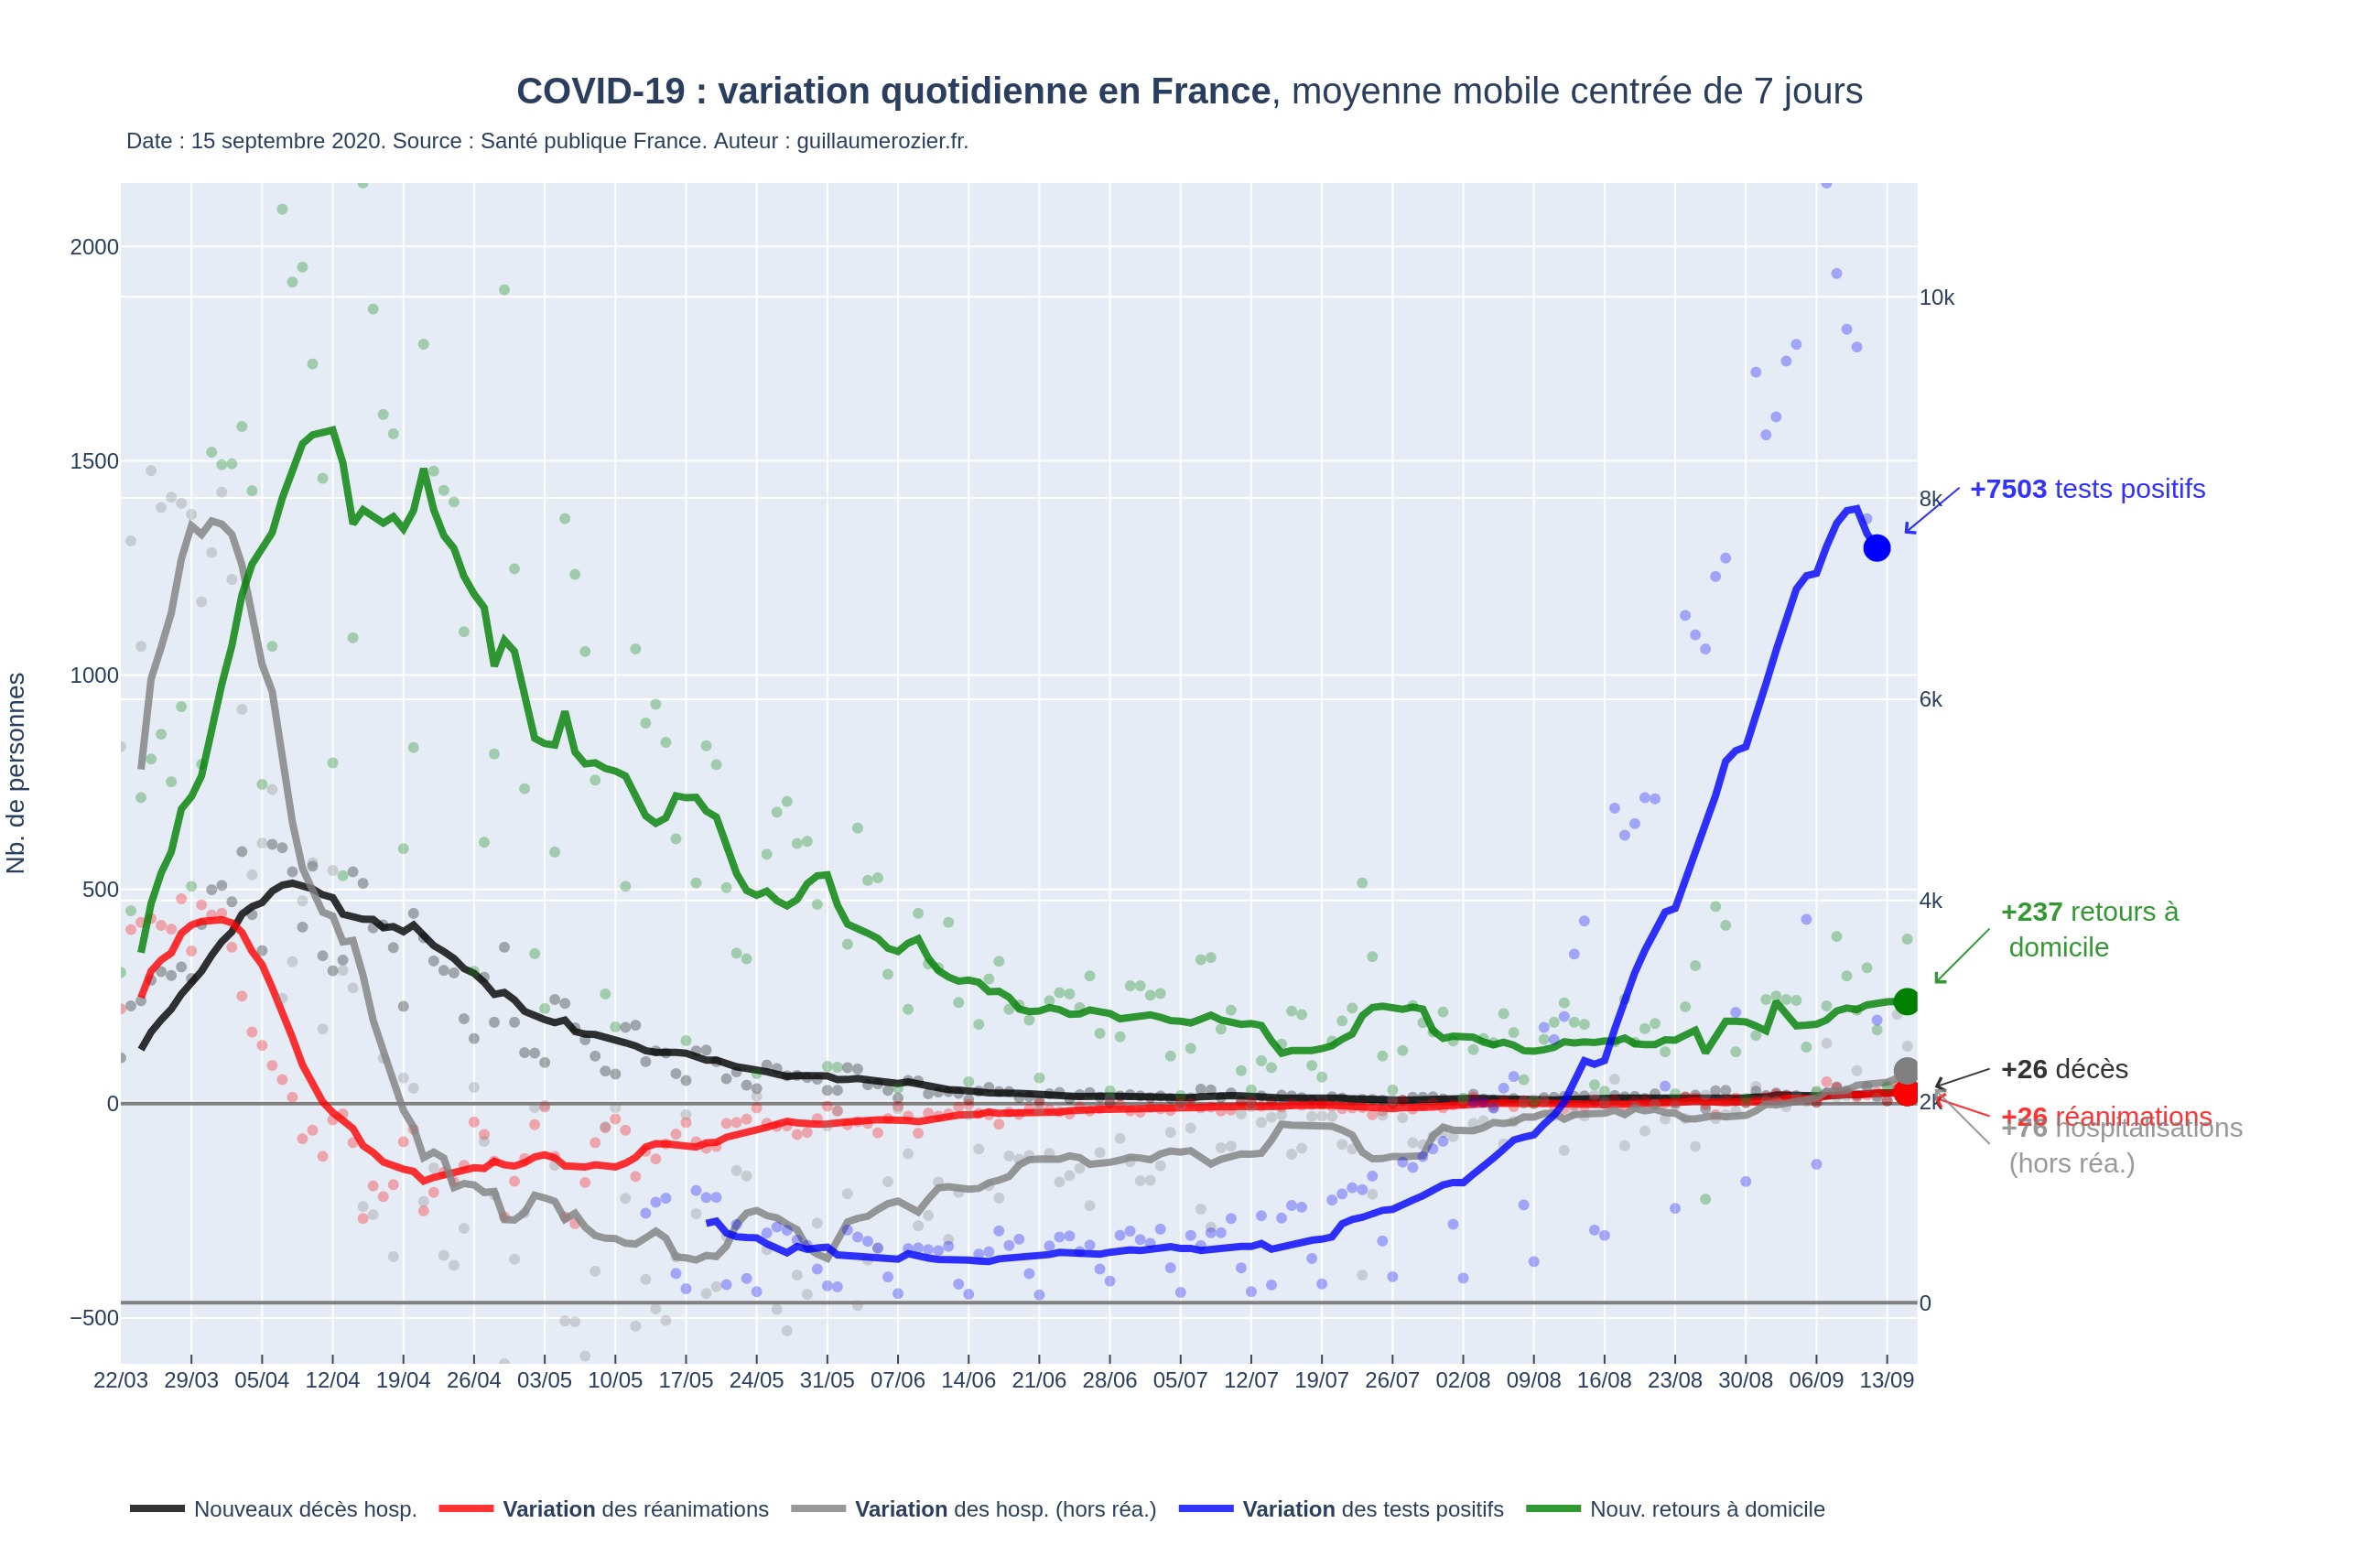 COVID-19 : variation quotidienne en France, moyenne mobile centrée de 7 jours
Date : 15 septembre 2020. Source : Santé publique France. Auteur : guillaumerozier.fr.
Nb. de personnes
2000
1500
1000
500
0
−500
10k
8k
6k
4k
2k
0
+7503 tests positifs
+237 retours à
domicile
+26 décès
+26 réanimations
+76 hospitalisations
(hors réa.)
22/03 29/03 05/04 12/04 19/04 26/04 03/05 10/05 17/05 24/05 31/05 07/06 14/06 21/06 28/06 05/07 12/07 19/07 26/07 02/08 09/08 16/08 23/08 30/08 06/09 13/09
Nouveaux décès hosp. Variation des réanimations Variation des hosp. (hors réa.) Variation des tests positifs Nouv. retours à domicile